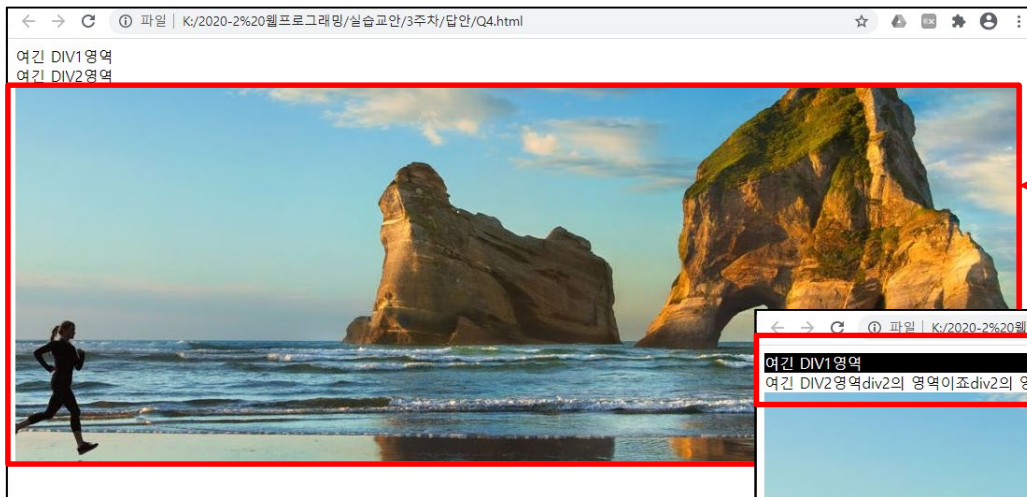 파일 | K:/2020-2%20웹프로그래밍/실습교안/3주차/답안/Q4.html
여긴 DIV1영역
여긴 DIV2영역
파일 | K:/2020-2%20웹
여긴 DIV1영역
여긴 DIV2영역div2의 영역이죠div2의